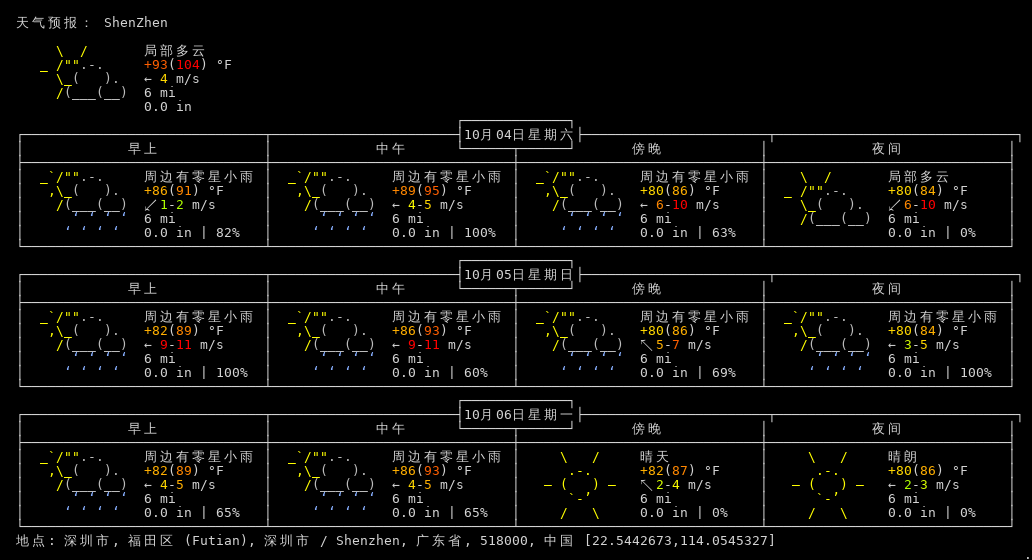 天气预报： ShenZhen
局部多云
+93(104) °F
← 4 m/s
6 mi
0.0 in
10月04日星期六
早上 中午 傍晚 夜间
周边有零星小雨 周边有零星小雨 周边有零星小雨 局部多云
+86(91) °F +89(95) °F +80(86) °F +80(84) °F
↙ 1-2 m/s ← 4-5 m/s ← 6-10 m/s ↙ 6-10 m/s
6 mi 6 mi 6 mi 6 mi
0.0 in | 82% 0.0 in | 100% 0.0 in | 63% 0.0 in | 0%
10月05日星期日
早上 中午 傍晚 夜间
周边有零星小雨 周边有零星小雨 周边有零星小雨 周边有零星小雨
+82(89) °F +86(93) °F +80(86) °F +80(84) °F
← 9-11 m/s ← 9-11 m/s ↖ 5-7 m/s ← 3-5 m/s
6 mi 6 mi 6 mi 6 mi
0.0 in | 100% 0.0 in | 60% 0.0 in | 69% 0.0 in | 100%
10月06日星期一
早上 中午 傍晚 夜间
周边有零星小雨 周边有零星小雨 晴天 晴朗
+82(89) °F +86(93) °F +82(87) °F +80(86) °F
← 4-5 m/s ← 4-5 m/s ↖ 2-4 m/s ← 2-3 m/s
6 mi 6 mi 6 mi 6 mi
0.0 in | 65% 0.0 in | 65% 0.0 in | 0% 0.0 in | 0%
地点: 深圳市, 福田区 (Futian), 深圳市 / Shenzhen, 广东省, 518000, 中国 [22.5442673,114.0545327]